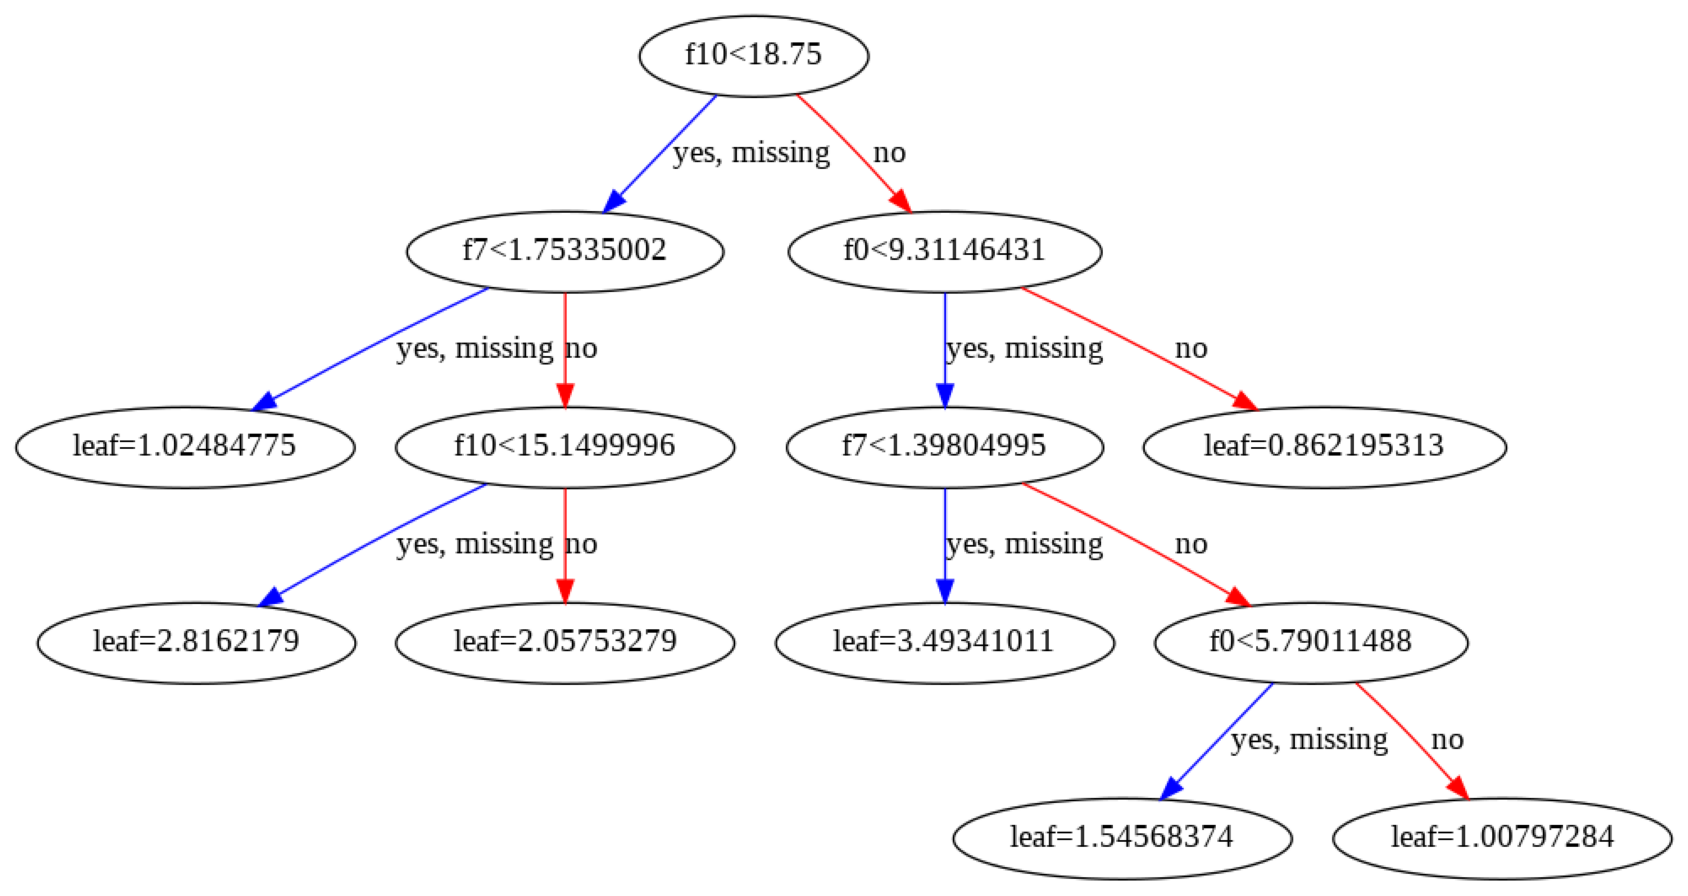 f10<18.75
yes, missing
no
f7<1.75335002
f0<9.31146431
yes, missing
no
yes, missing
no
leaf=1.02484775
f10<15.1499996
f7<1.39804995
leaf=0.862195313
yes, missing
no
yes, missing
no
leaf=2.8162179
leaf=2.05753279
leaf=3.49341011
f0<5.79011488
yes, missing
no
leaf=1.54568374
leaf=1.00797284